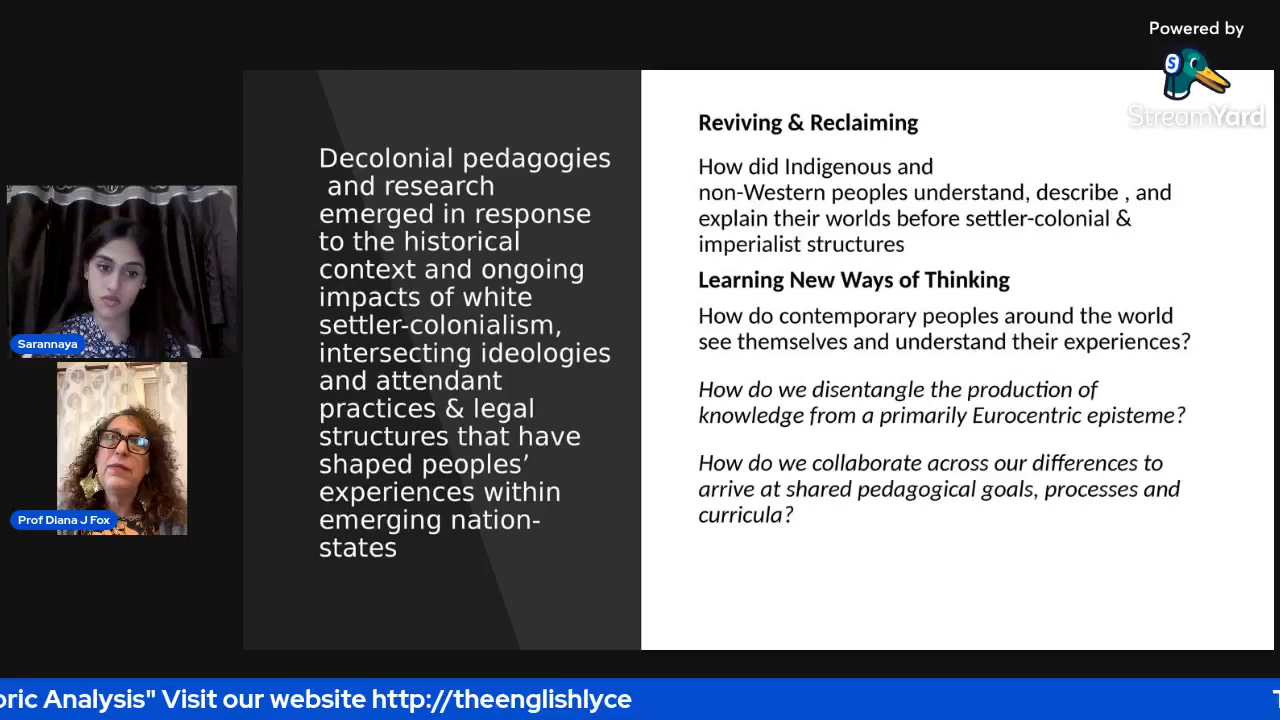 Powered by
StreamYard
Decolonial pedagogies
and research
emerged in response
to the historical
context and ongoing
impacts of white
settler-colonialism,
intersecting ideologies
and attendant
practices & legal
structures that have
shaped peoples’
experiences within
emerging nation-
states
Reviving & Reclaiming
How did Indigenous and
non-Western peoples understand, describe , and
explain their worlds before settler-colonial &
imperialist structures
Learning New Ways of Thinking
How do contemporary peoples around the world
see themselves and understand their experiences?
How do we disentangle the production of
knowledge from a primarily Eurocentric episteme?
How do we collaborate across our differences to
arrive at shared pedagogical goals, processes and
curricula?
Sarannaya
Prof Diana J Fox
oric Analysis" Visit our website http://theenglishlyce